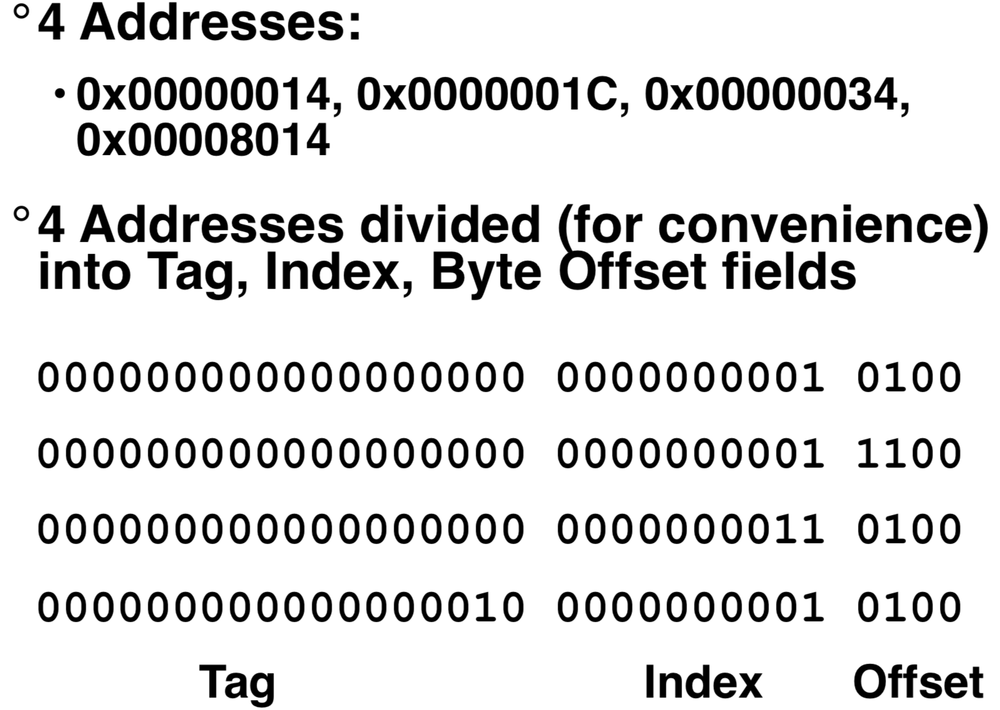 °4 Addresses:
• 0x00000014, 0x0000001C, 0x00000034,
0x00008014
°4 Addresses divided (for convenience)
into Tag, Index, Byte Offset fields
000000000000000000 0000000001 0100
000000000000000000 0000000001 1100
000000000000000000 0000000011 0100
000000000000000010 0000000001 0100
Tag Index Offset